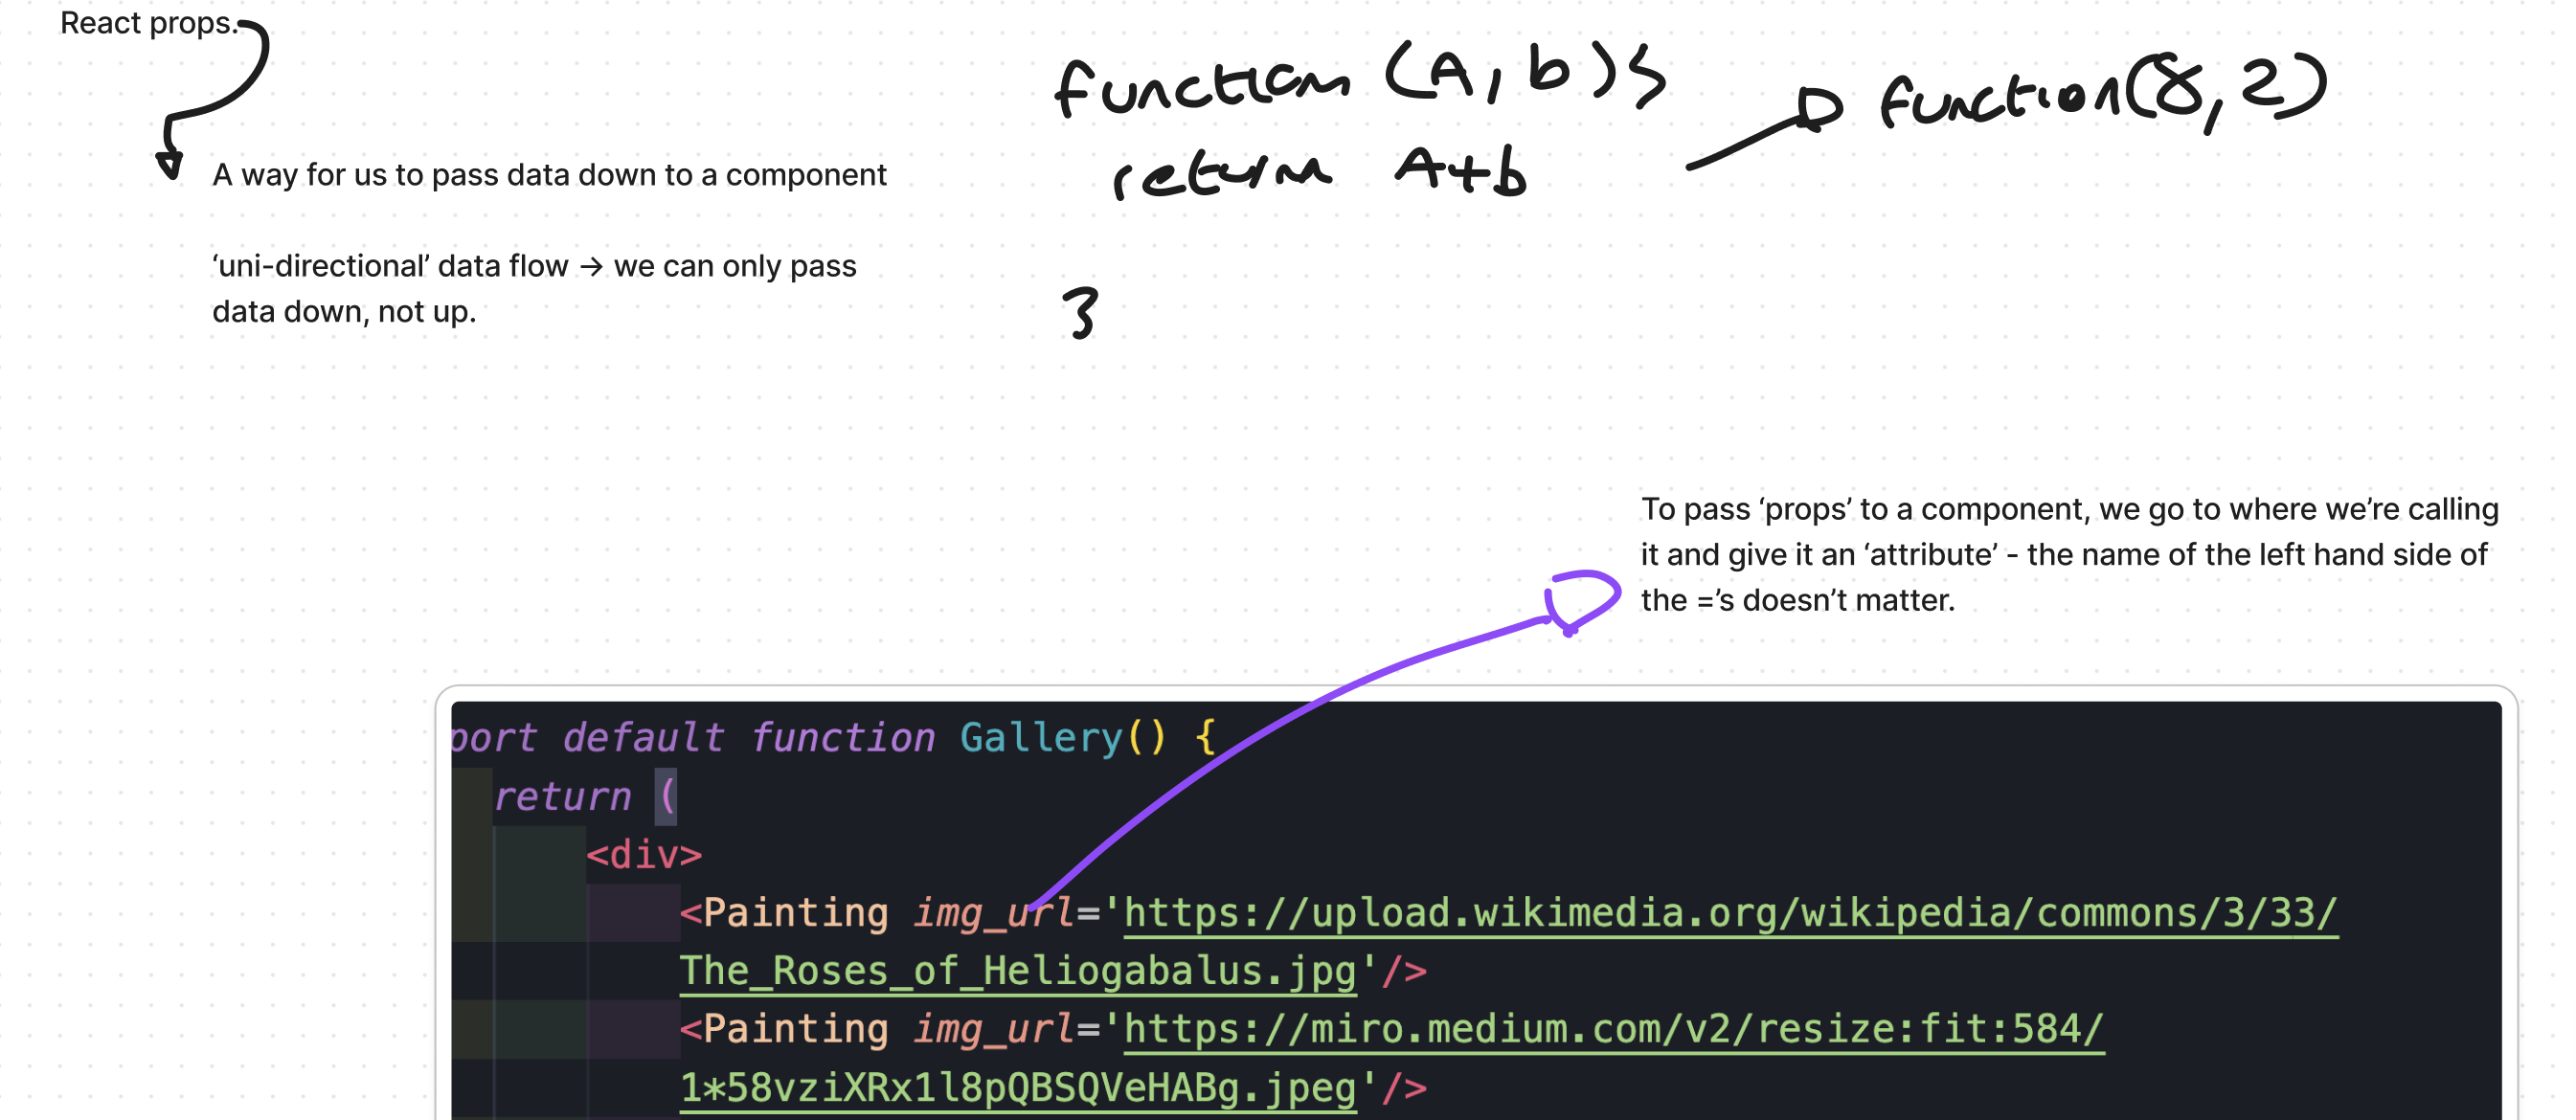 React props.
A way for us to pass data down to a component
‘uni-directional’ data flow → we can only pass
data down, not up.
function (A, b) {
return A+b
}
function(8, 2)
To pass ‘props’ to a component, we go to where we’re calling
it and give it an ‘attribute’ - the name of the left hand side of
the =’s doesn’t matter.
port default function Gallery() {
return (
<div>
<Painting img_url='https://upload.wikimedia.org/wikipedia/commons/3/33/
The_Roses_of_Heliogabalus.jpg'/>
<Painting img_url='https://miro.medium.com/v2/resize:fit:584/
1*58vziXRx1l8pQBSQVeHABg.jpeg'/>